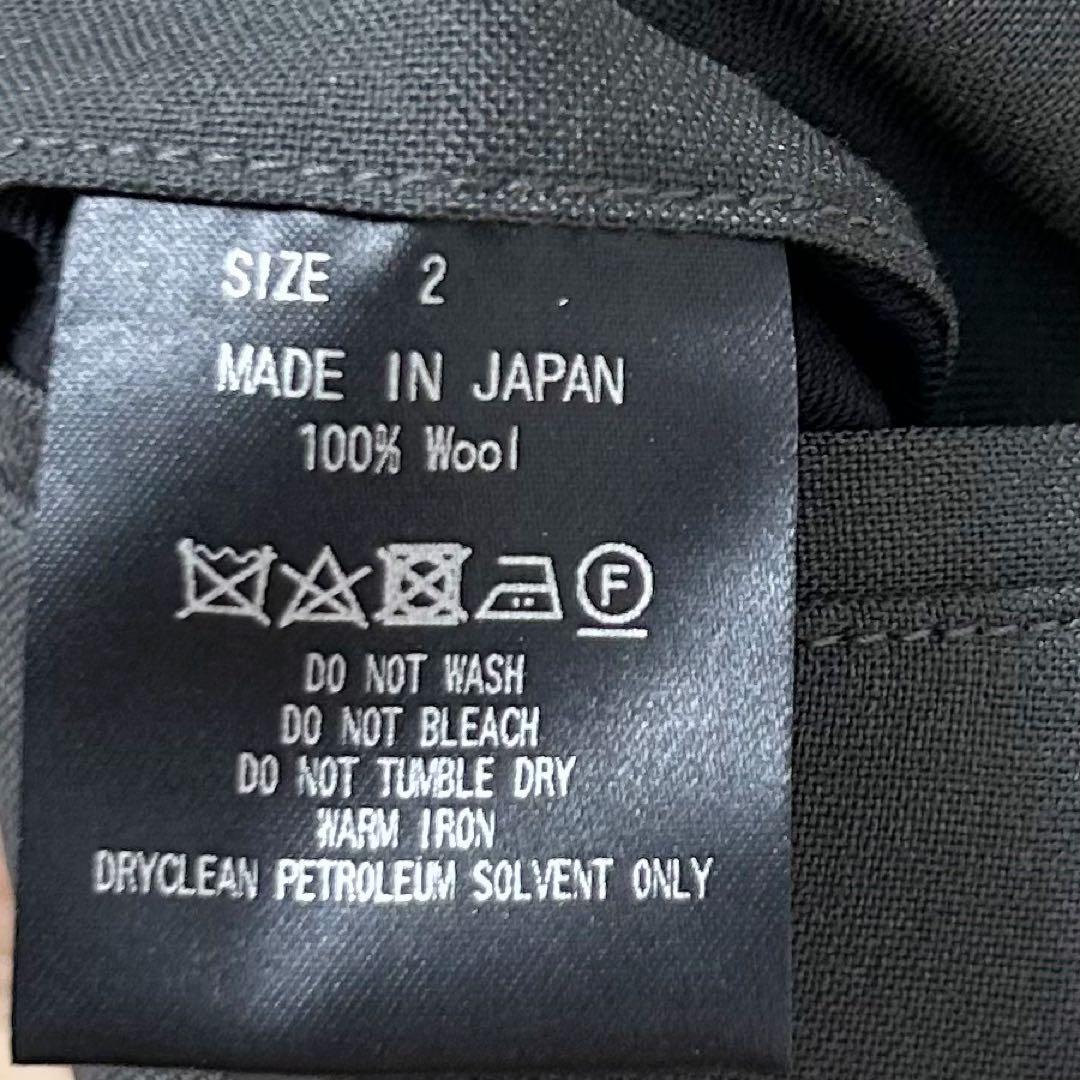 SIZE 2
MADE IN JAPAN
100% Wool
F
DO NOT WASH
DO NOT BLEACH
DO NOT TUMBLE DRY
WARM IRON
DRYCLEAN PETROLEUM SOLVENT ONLY